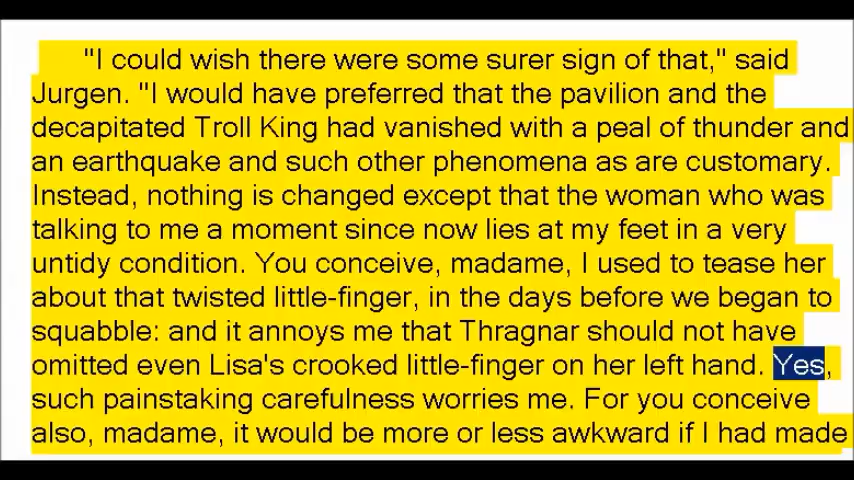 "I could wish there were some surer sign of that," said
Jurgen. "I would have preferred that the pavilion and the
decapitated Troll King had vanished with a peal of thunder and
an earthquake and such other phenomena as are customary.
Instead, nothing is changed except that the woman who was
talking to me a moment since now lies at my feet in a very
untidy condition. You conceive, madame, I used to tease her
about that twisted little-finger, in the days before we began to
squabble: and it annoys me that Thragnar should not have
omitted even Lisa's crooked little-finger on her left hand. Yes,
such painstaking carefulness worries me. For you conceive
also, madame, it would be more or less awkward if I had made